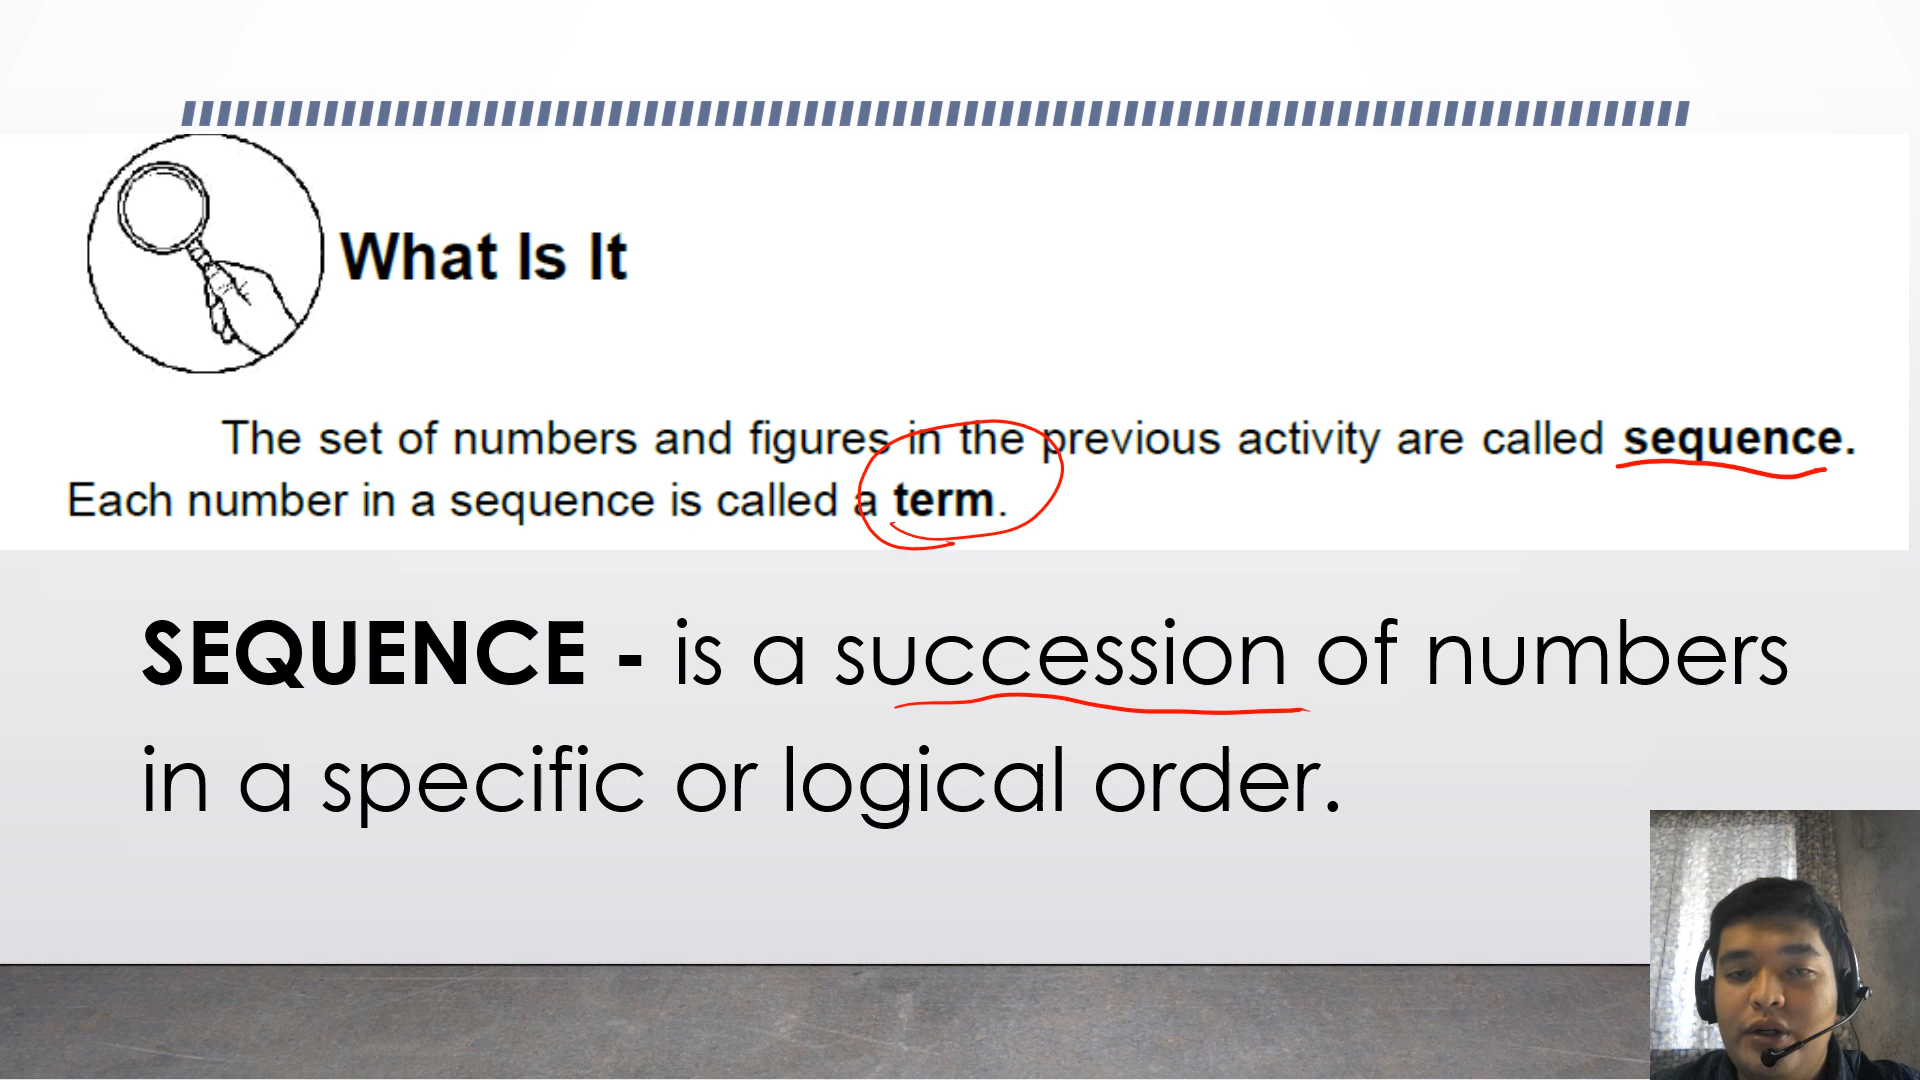 What Is It
The set of numbers and figures in the previous activity are called sequence.
Each number in a sequence is called a term.
SEQUENCE - is a succession of numbers
in a specific or logical order.